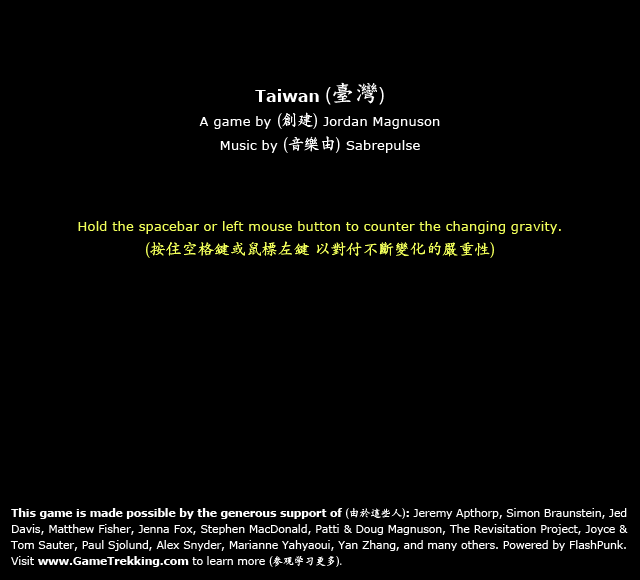 Taiwan (臺灣)
A game by (創建) Jordan Magnuson
Music by (音樂由) Sabrepulse
Hold the spacebar or left mouse button to counter the changing gravity.
(按住空格鍵或鼠標左鍵 以對付不斷變化的嚴重性)
This game is made possible by the generous support of (由於這些人): Jeremy Apthorp, Simon Braunstein, Jed
Davis, Matthew Fisher, Jenna Fox, Stephen MacDonald, Patti & Doug Magnuson, The Revisitation Project, Joyce &
Tom Sauter, Paul Sjolund, Alex Snyder, Marianne Yahyaoui, Yan Zhang, and many others. Powered by FlashPunk.
Visit www.GameTrekking.com to learn more (参观学习更多).